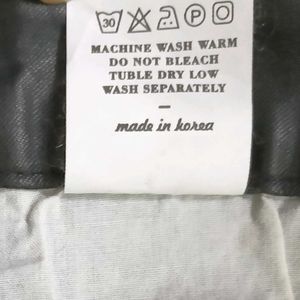 30
MACHINE WASH WARM
DO NOT BLEACH
TUBLE DRY LOW
WASH SEPARATELY
made in korea